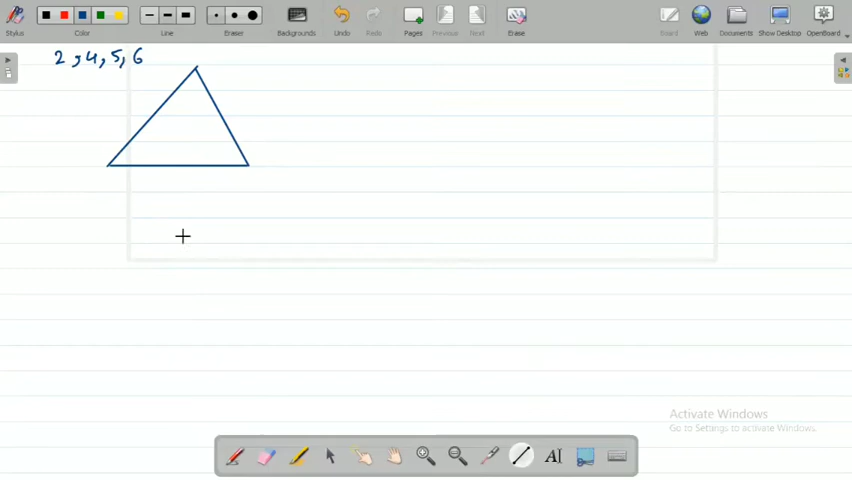 Stylus
Color
Line
Eraser
Backgrounds
Undo
Redo
Pages
Previous
Next
Erase
Board
Web
Documents
Show Desktop
OpenBoard
2, 4, 5, 6
Activate Windows
Go to Settings to activate Windows.
AI